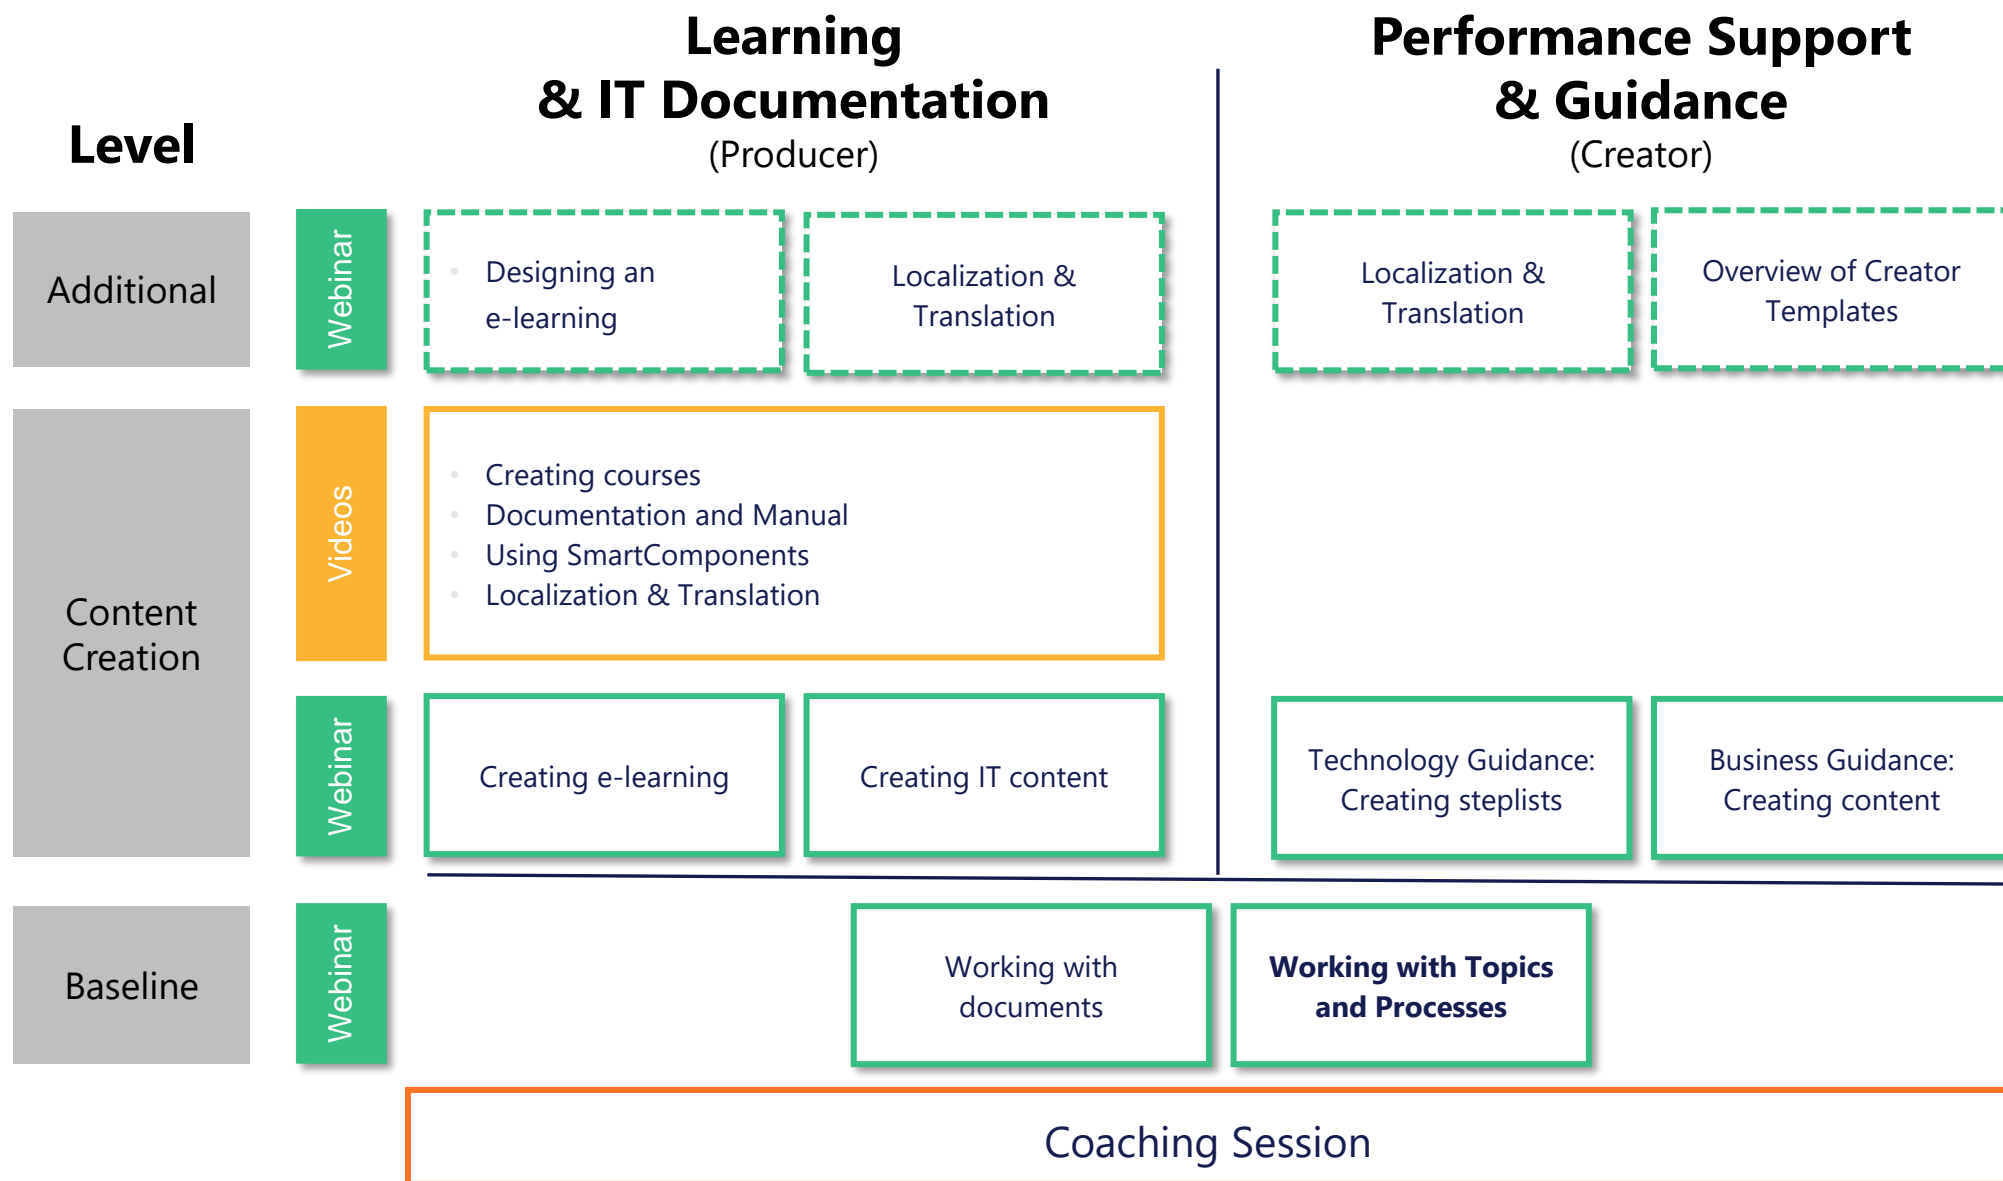 Level
Learning
& IT Documentation
(Producer)
Performance Support
& Guidance
(Creator)
Additional
Webinar
• Designing an
e-learning
Localization &
Translation
Localization &
Translation
Overview of Creator
Templates
Content
Creation
Videos
• Creating courses
• Documentation and Manual
• Using SmartComponents
• Localization & Translation
Webinar
Creating e-learning
Creating IT content
Technology Guidance:
Creating steplists
Business Guidance:
Creating content
Baseline
Webinar
Working with
documents
Working with Topics
and Processes
Coaching Session